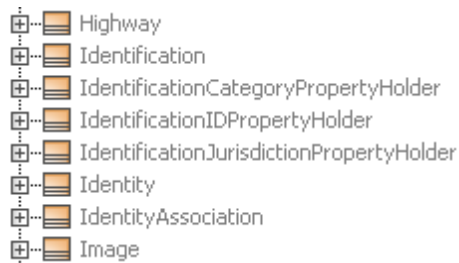 Highway
Identification
IdentificationCategoryPropertyHolder
IdentificationIDPropertyHolder
IdentificationJurisdictionPropertyHolder
Identity
IdentityAssociation
Image